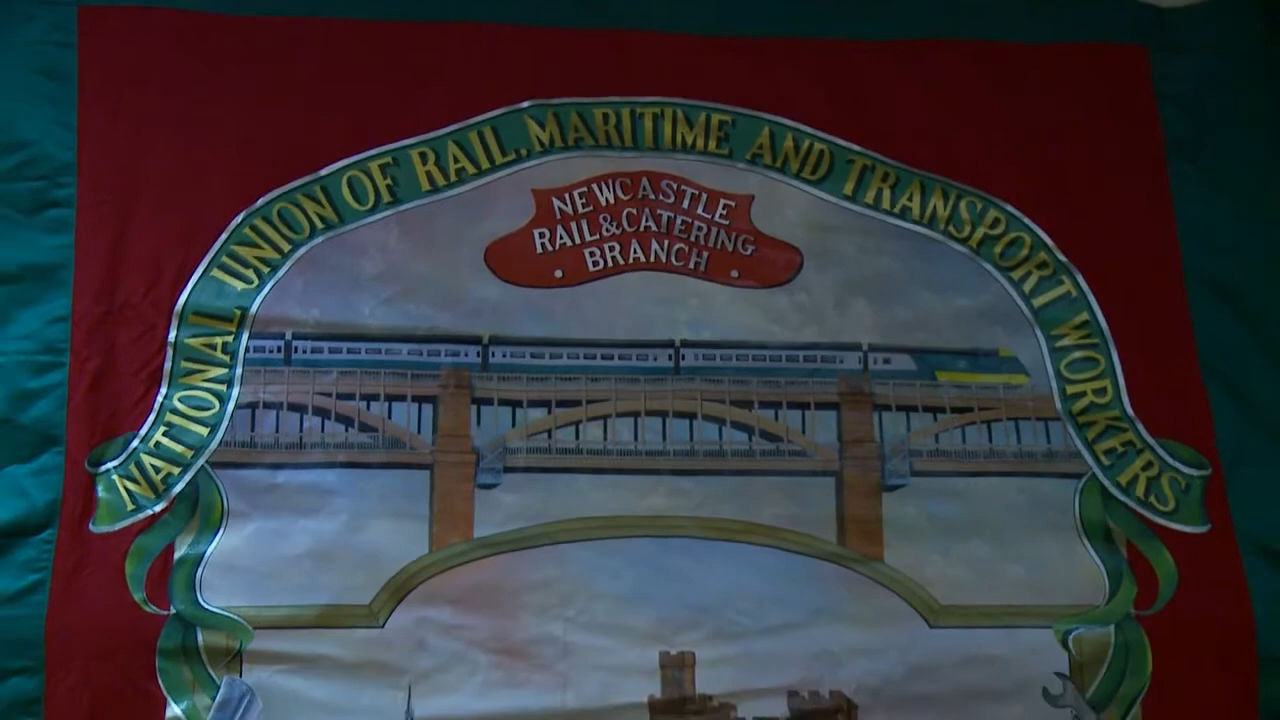 NATIONAL UNION OF RAIL, MARITIME AND TRANSPORT WORKERS
NEWCASTLE
RAIL & CATERING
BRANCH